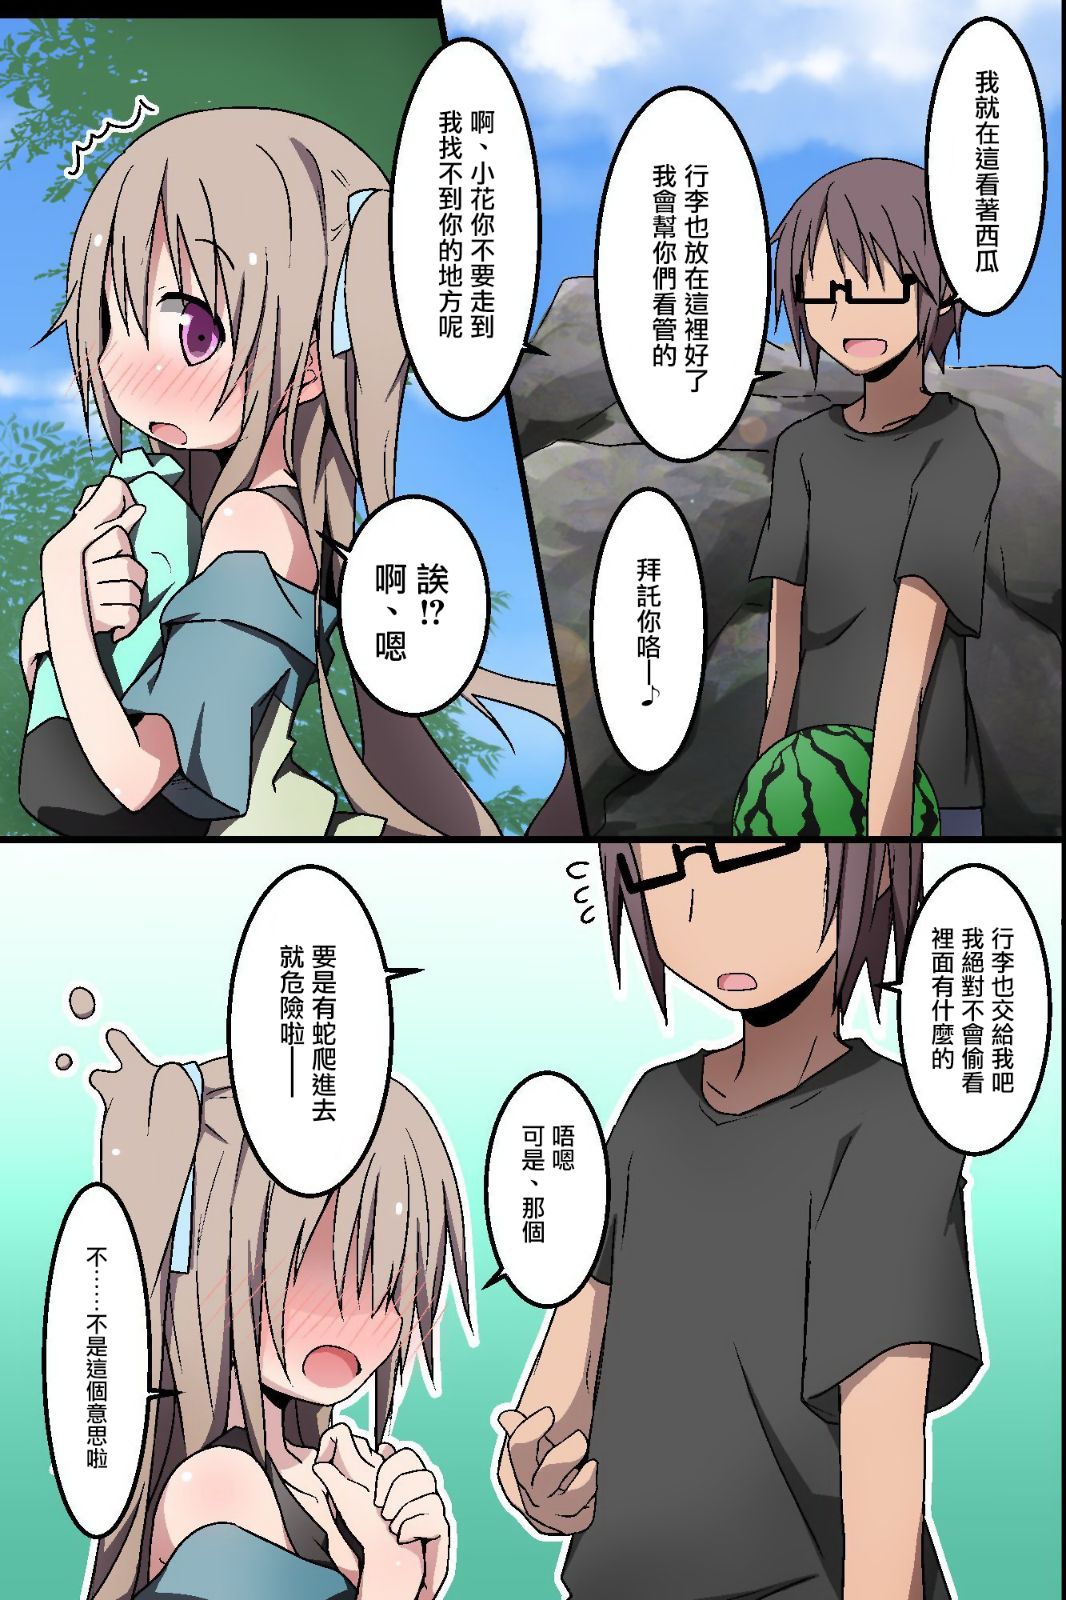 我就在這看著西瓜
行李也放在這裡好了
我會幫你們看管的
拜託你咯—♪
啊、小花你不要走到
我找不到你的地方呢
誒!?
啊、嗯
行李也交給我吧
我絕對不會偷看
裡面有什麼的
唔嗯
可是、那個
要是有蛇爬進去
就危險啦——
不……不是這個意思啦